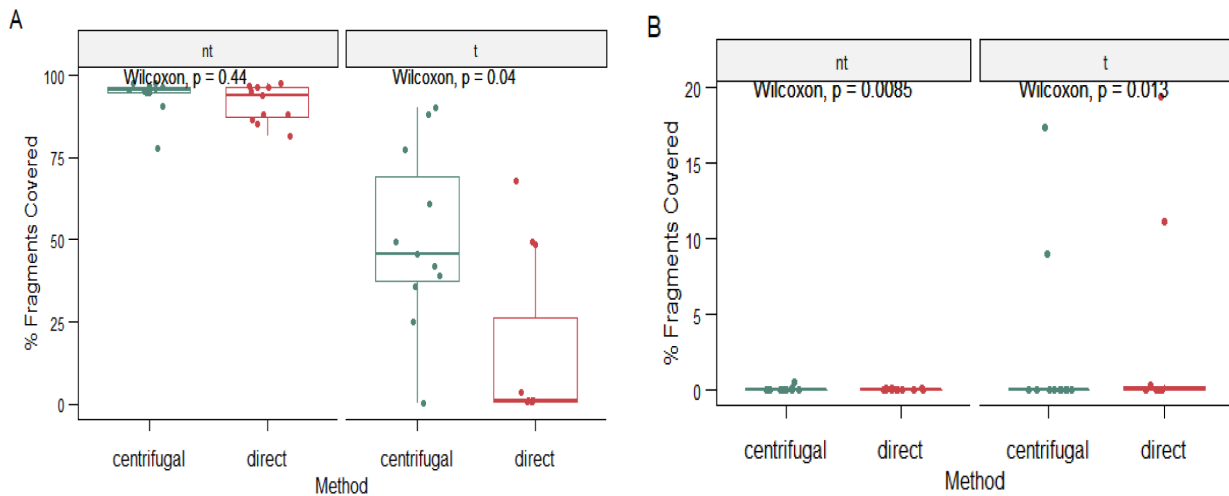 A
nt
t
Wilcoxon, p = 0.44
Wilcoxon, p = 0.04
% Fragments Covered
100
75
50
25
0
centrifugal
direct
centrifugal
direct
Method
B
nt
t
Wilcoxon, p = 0.0085
Wilcoxon, p = 0.013
% Fragments Covered
20
15
10
5
0
centrifugal
direct
centrifugal
direct
Method